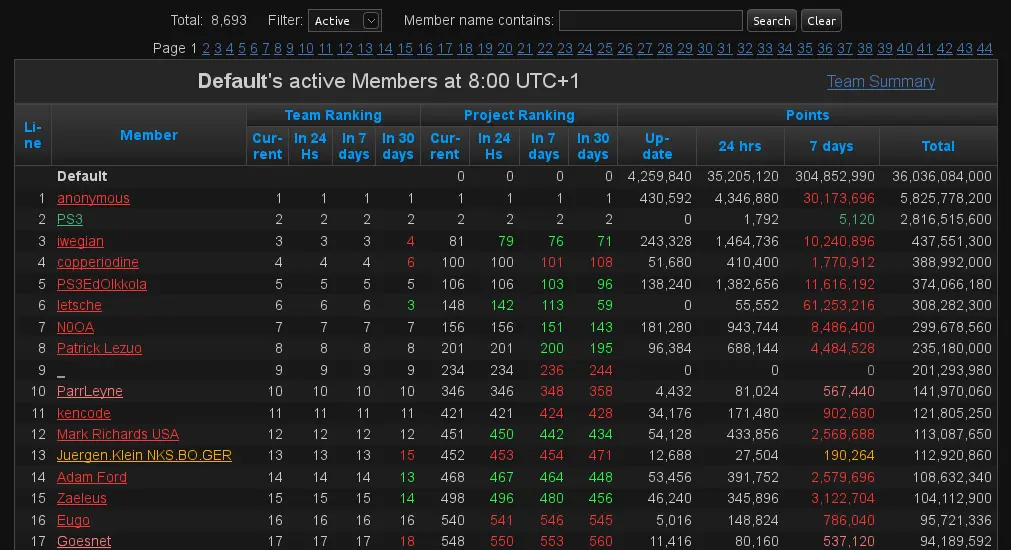 Total: 8,693 Filter: Active Member name contains: Search Clear
Page 1 2 3 4 5 6 7 8 9 10 11 12 13 14 15 16 17 18 19 20 21 22 23 24 25 26 27 28 29 30 31 32 33 34 35 36 37 38 39 40 41 42 43 44
Default's active Members at 8:00 UTC+1 Team Summary
Li-ne Member Team Ranking Project Ranking Points
Cur-rent In 24 Hs In 7 days In 30 days Cur-rent In 24 Hs In 7 days In 30 days Up-date 24 hrs 7 days Total
Default 0 0 0 0 4,259,840 35,205,120 304,852,990 36,036,084,000
1 anonymous 1 1 1 1 1 1 1 1 430,592 4,346,880 30,173,696 5,825,778,200
2 PS3 2 2 2 2 2 2 2 2 0 1,792 5,120 2,816,515,600
3 iwegian 3 3 3 4 81 79 76 71 243,328 1,464,736 10,240,896 437,551,300
4 copperiodine 4 4 4 6 100 100 101 108 51,680 410,400 1,770,912 388,992,000
5 PS3EdOlkkola 5 5 5 5 106 106 103 96 138,240 1,382,656 11,616,192 374,066,180
6 letsche 6 6 6 3 148 142 113 59 0 55,552 61,253,216 308,282,300
7 N0OA 7 7 7 7 156 156 151 143 181,280 943,744 8,486,400 299,678,560
8 Patrick Lezuo 8 8 8 8 201 201 200 195 96,384 688,144 4,484,528 235,180,000
9 _ 9 9 9 9 234 234 236 244 0 0 0 201,293,980
10 ParrLeyne 10 10 10 10 346 346 348 358 4,432 81,024 567,440 141,970,060
11 kencode 11 11 11 11 421 421 424 428 34,176 171,480 902,680 121,805,250
12 Mark Richards USA 12 12 12 12 451 450 442 434 54,128 433,856 2,568,688 113,087,650
13 Juergen.Klein NKS.BO.GER 13 13 13 15 452 453 454 471 12,688 27,504 190,264 112,920,860
14 Adam Ford 14 14 14 13 468 467 464 448 53,456 391,752 2,579,696 108,632,340
15 Zaeleus 15 15 15 14 498 496 480 456 46,240 345,896 3,122,704 104,112,900
16 Eugo 16 16 16 16 540 541 546 545 5,016 148,824 786,040 95,721,336
17 Goesnet 17 17 17 18 548 550 553 560 11,416 80,160 537,120 94,189,592